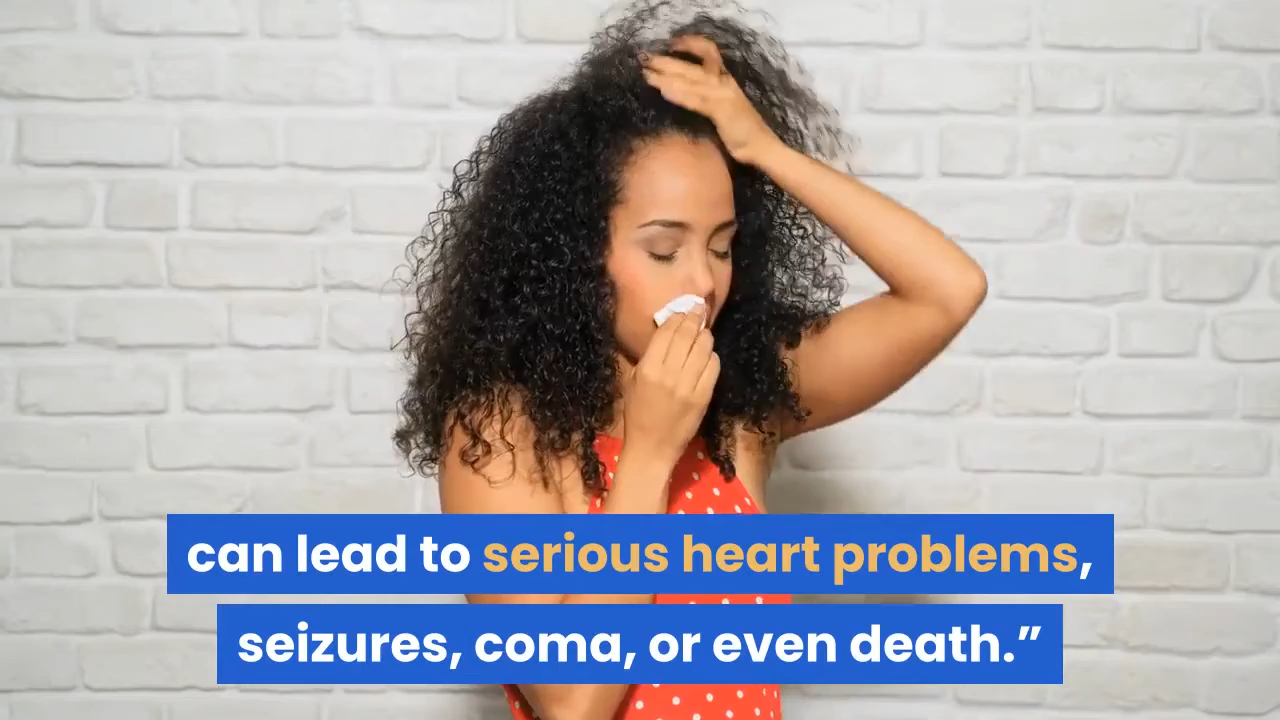 can lead to serious heart problems,
seizures, coma, or even death.”